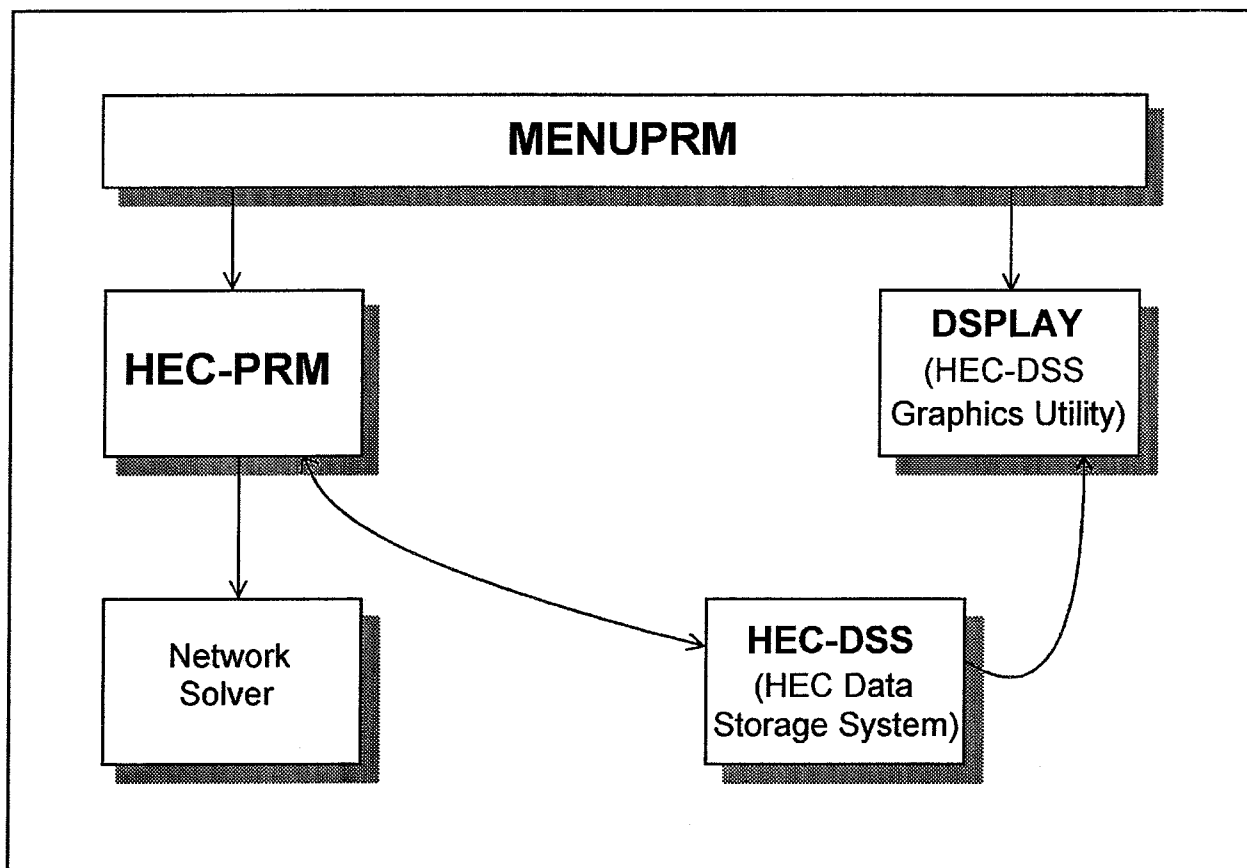 MENUPRM
HEC-PRM
DSPLAY
(HEC-DSS
Graphics Utility)
Network
Solver
HEC-DSS
(HEC Data
Storage System)